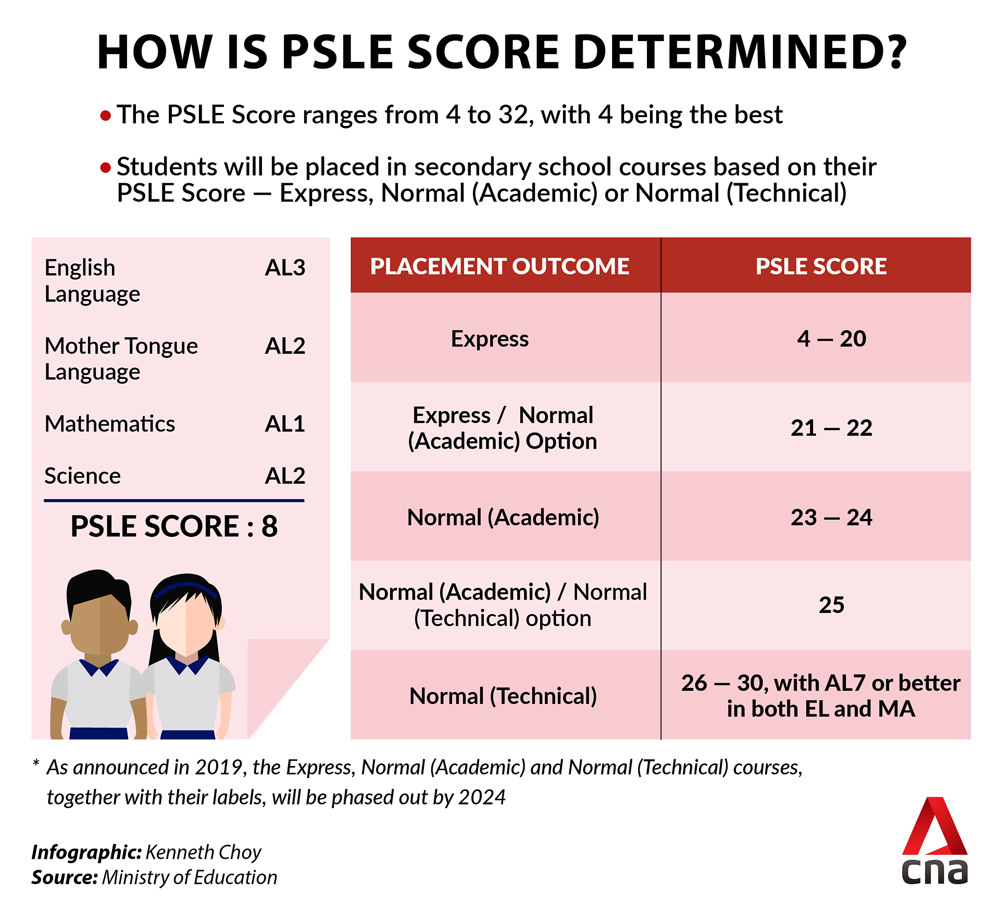 HOW IS PSLE SCORE DETERMINED?
• The PSLE Score ranges from 4 to 32, with 4 being the best
• Students will be placed in secondary school courses based on their
PSLE Score — Express, Normal (Academic) or Normal (Technical)
English AL3
Language
Mother Tongue AL2
Language
Mathematics AL1
Science AL2
PSLE SCORE : 8
PLACEMENT OUTCOME PSLE SCORE
Express 4 — 20
Express / Normal
(Academic) Option
21 — 22
Normal (Academic) 23 — 24
Normal (Academic) / Normal
(Technical) option
25
Normal (Technical)
26 — 30, with AL7 or better
in both EL and MA
* As announced in 2019, the Express, Normal (Academic) and Normal (Technical) courses,
together with their labels, will be phased out by 2024
Infographic: Kenneth Choy
Source: Ministry of Education
cna